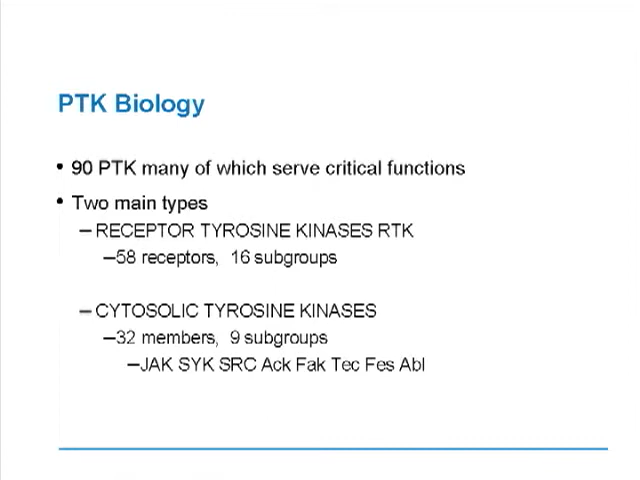 PTK Biology
• 90 PTK many of which serve critical functions
• Two main types
– RECEPTOR TYROSINE KINASES RTK
–58 receptors, 16 subgroups
– CYTOSOLIC TYROSINE KINASES
–32 members, 9 subgroups
–JAK SYK SRC Ack Fak Tec Fes Abl